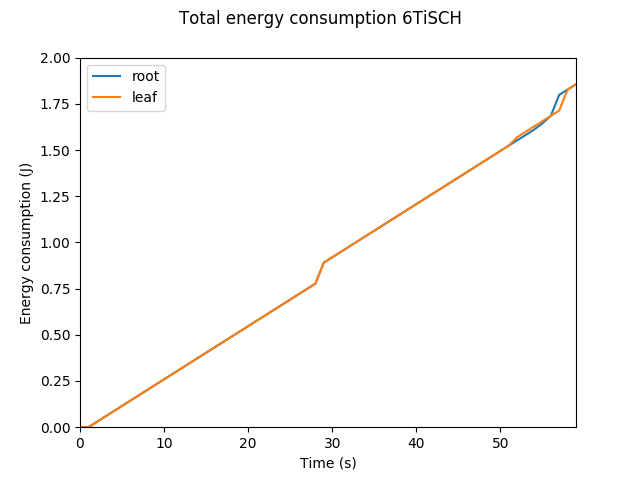 Total energy consumption 6TiSCH
root
leaf
Energy consumption (J)
2.00
1.75
1.50
1.25
1.00
0.75
0.50
0.25
0.00
0 10 20 30 40 50
Time (s)